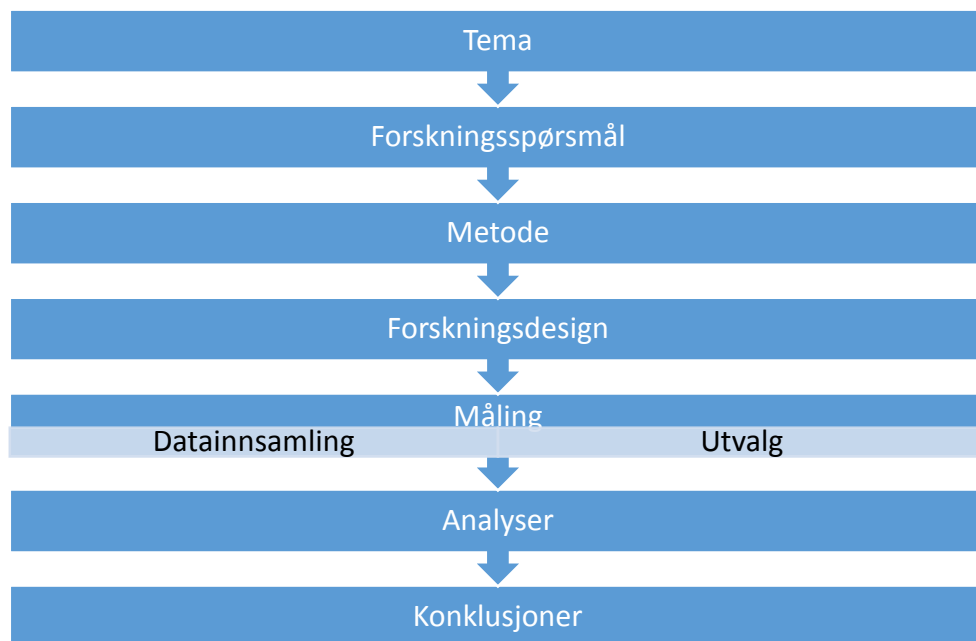 Tema
Forskningsspørsmål
Metode
Forskningsdesign
Måling
Datainnsamling
Utvalg
Analyser
Konklusjoner